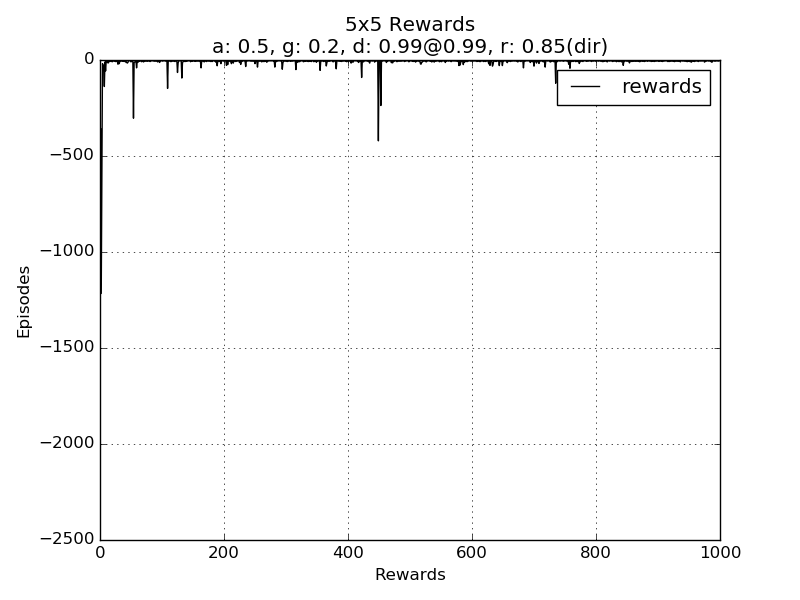 5x5 Rewards
a: 0.5, g: 0.2, d: 0.99@0.99, r: 0.85(dir)
rewards
0
−500
−1000
−1500
−2000
−2500
Episodes
0 200 400 600 800 1000
Rewards